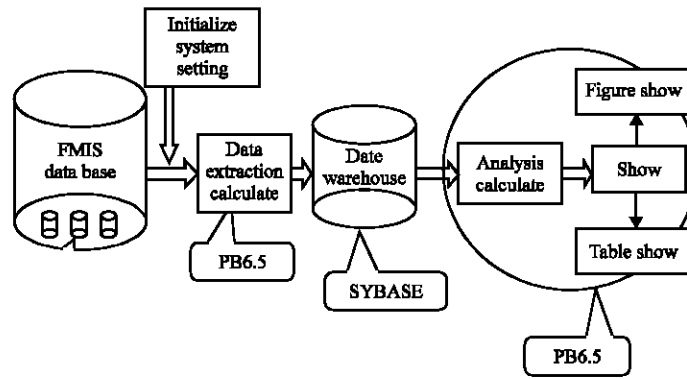 Initialize
system
setting
FMIS
data base
Data
extraction
calculate
Date
warehouse
Analysis
calculate
Figure show
Show
Table show
PB6.5
SYBASE
PB6.5